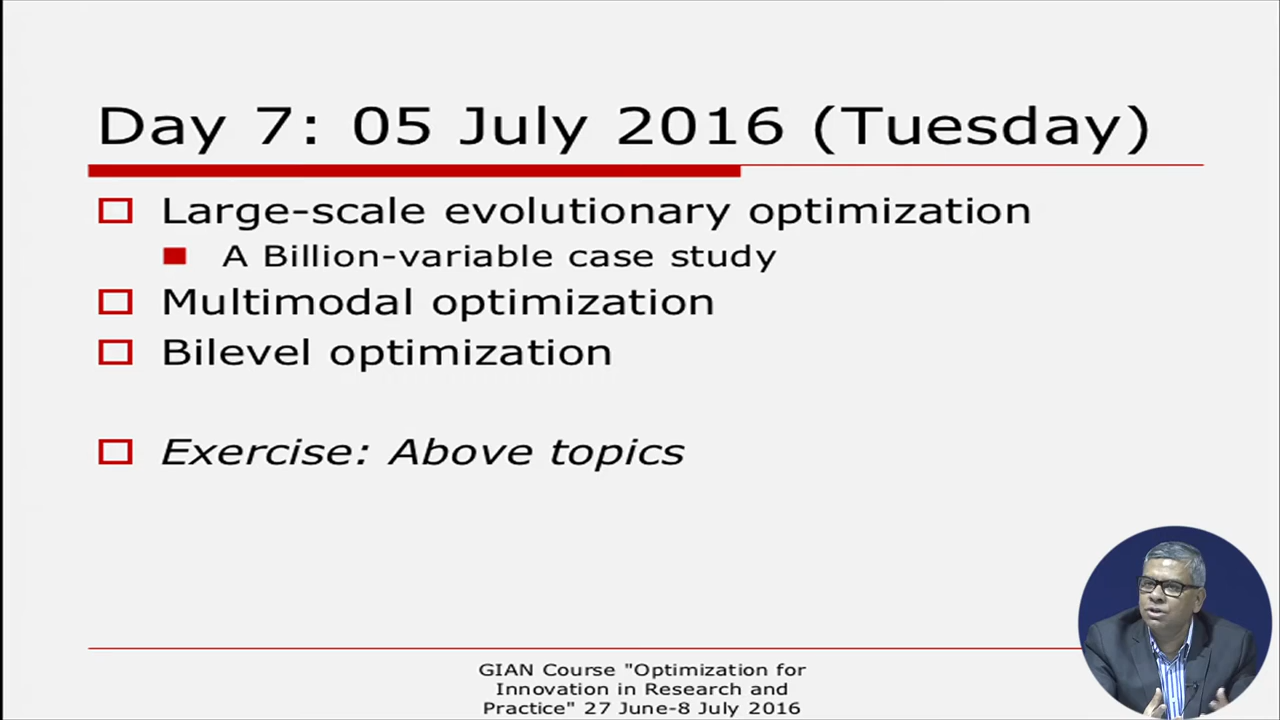 Day 7: 05 July 2016 (Tuesday)
Large-scale evolutionary optimization
A Billion-variable case study
Multimodal optimization
Bilevel optimization
Exercise: Above topics
GIAN Course "Optimization for
Innovation in Research and
Practice" 27 June-8 July 2016